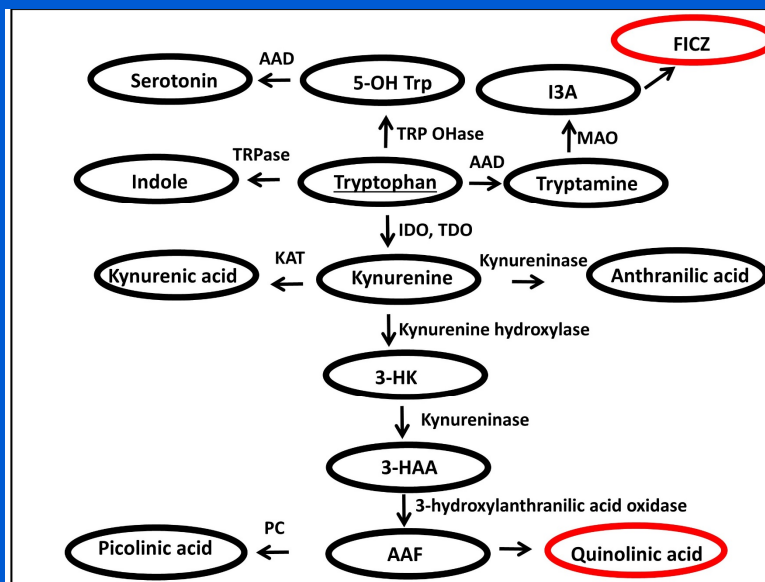 FICZ
AAD
Serotonin
5-OH Trp
I3A
TRP OHase
MAO
TRPase
AAD
Indole
Tryptophan
Tryptamine
IDO, TDO
KAT
Kynureninase
Kynurenic acid
Kynurenine
Anthranilic acid
Kynurenine hydroxylase
3-HK
Kynureninase
3-HAA
3-hydroxylanthranilic acid oxidase
PC
Picolinic acid
AAF
Quinolinic acid